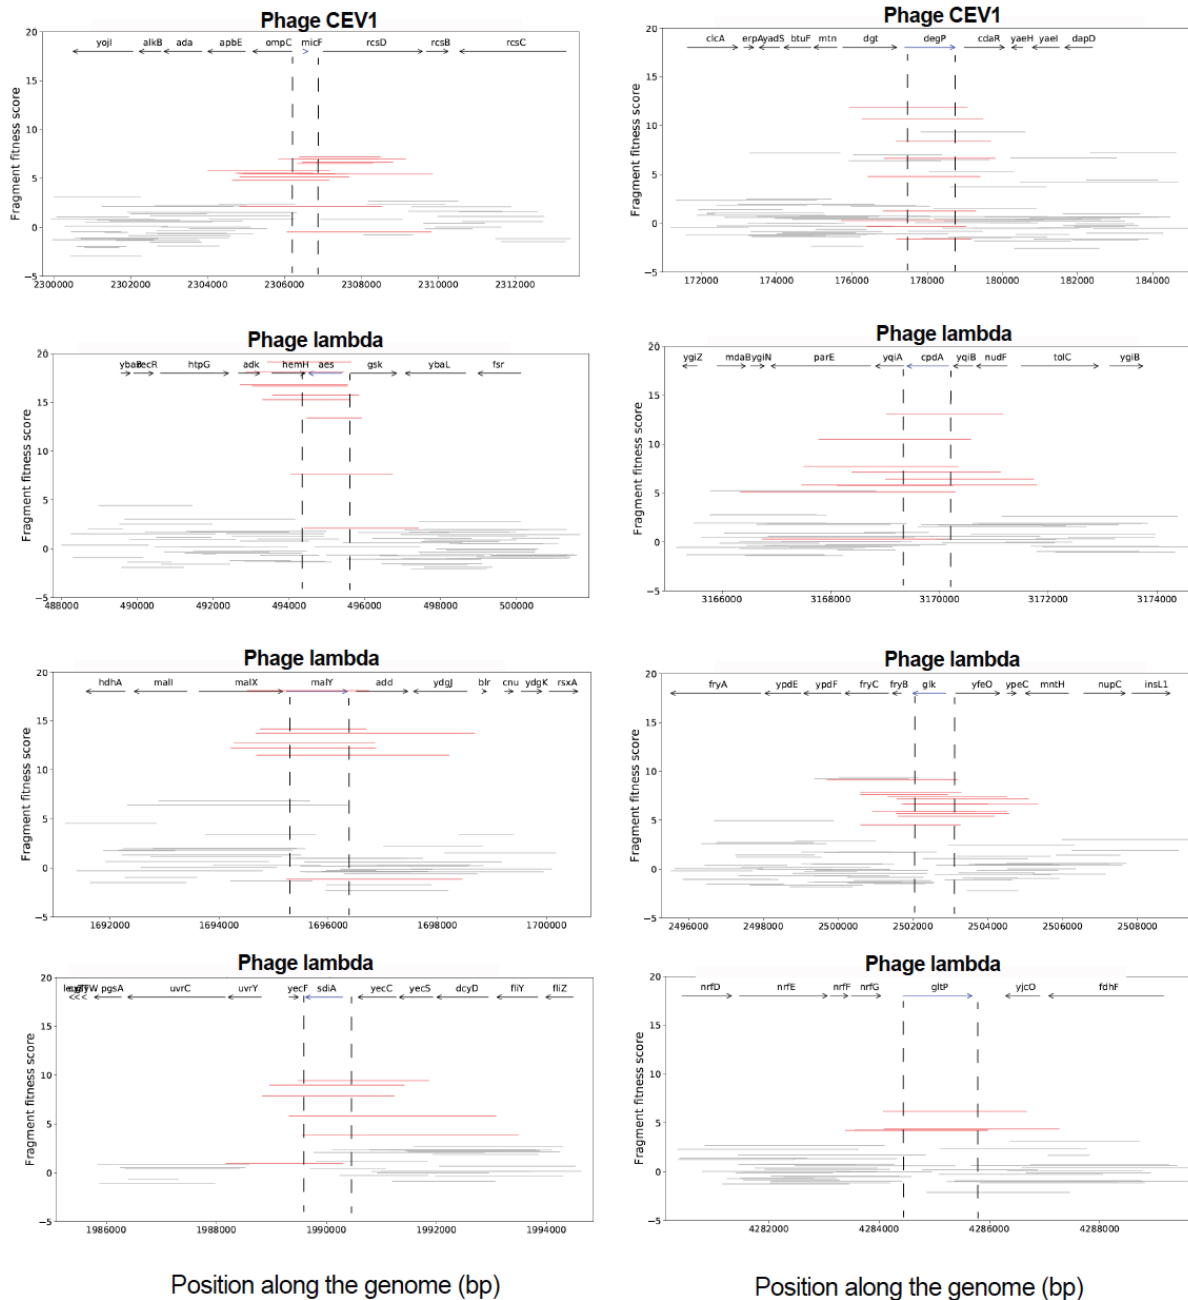 Phage CEV1
yojI alkB ada apbE ompC micF rcsD rcsB rcsC
Fragment fitness score
20
15
10
5
0
−5
2300000 2302000 2304000 2306000 2308000 2310000 2312000
Phage CEV1
clcA erpA yadS btuF mtn dgt degP cdaR yaeH yaeI dapD
Fragment fitness score
20
15
10
5
0
−5
172000 174000 176000 178000 180000 182000 184000
Phage lambda
recR htpG adk hemH aes gsk ybaL fsr
Fragment fitness score
20
15
10
5
0
−5
488000 490000 492000 494000 496000 498000 500000
Phage lambda
ygiZ mdaB ygiN parE yqiA cpdA yqiB nudF tolC ygiB
Fragment fitness score
20
15
10
5
0
−5
3166000 3168000 3170000 3172000 3174000
Phage lambda
hdhA malI malX malY add ydgJ blr cnu ydgK rsxA
Fragment fitness score
20
15
10
5
0
−5
1692000 1694000 1696000 1698000 1700000
Phage lambda
fryA ypdE ypdF fryC fryB glk yfeO ypeC mntH nupC insL1
Fragment fitness score
20
15
10
5
0
−5
2496000 2498000 2500000 2502000 2504000 2506000 2508000
Phage lambda
pgsA uvrC uvrY yecF sdiA yecC yecS dcyD fliY fliZ
Fragment fitness score
20
15
10
5
0
−5
1986000 1988000 1990000 1992000 1994000
Phage lambda
nrfD nrfE nrfF nrfG gltP yjcO fdhF
Fragment fitness score
20
15
10
5
0
−5
4282000 4284000 4286000 4288000
Position along the genome (bp)
Position along the genome (bp)